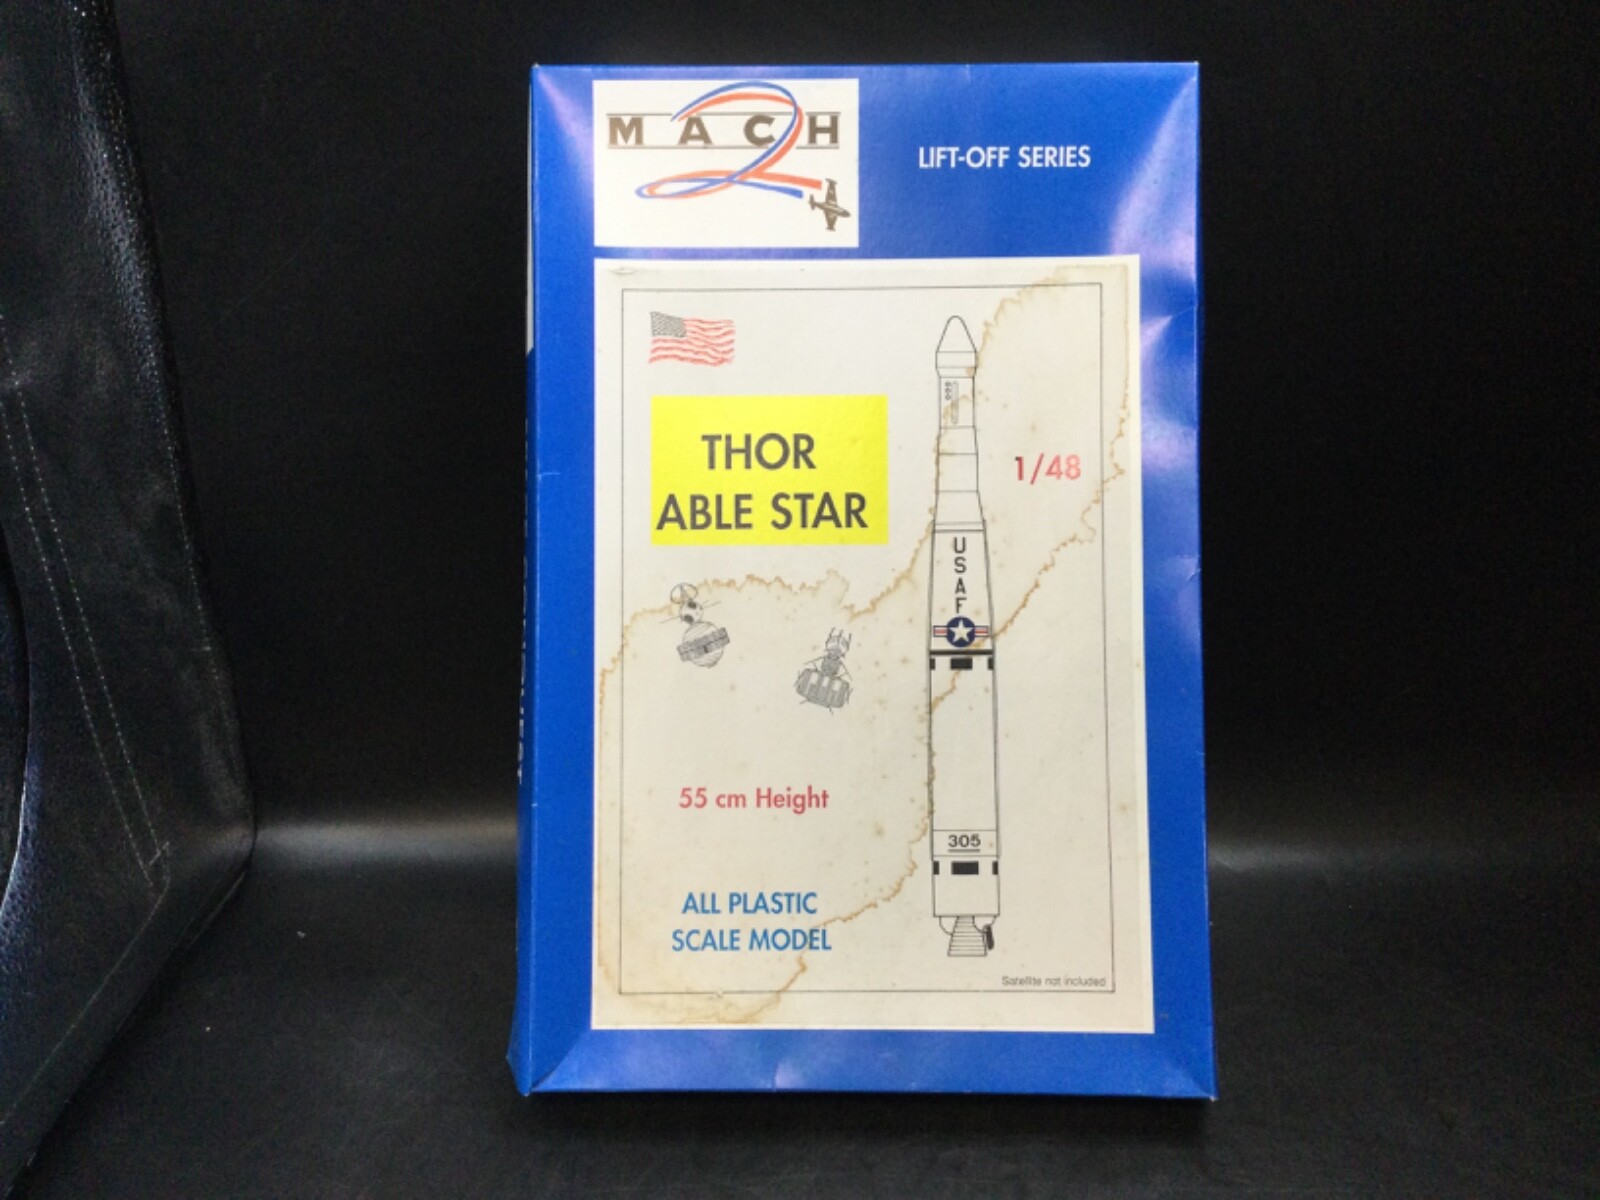 MACH
2
LIFT-OFF SERIES
THOR
ABLE STAR
1/48
USAF
55 cm Height
305
ALL PLASTIC
SCALE MODEL
Satellite not included